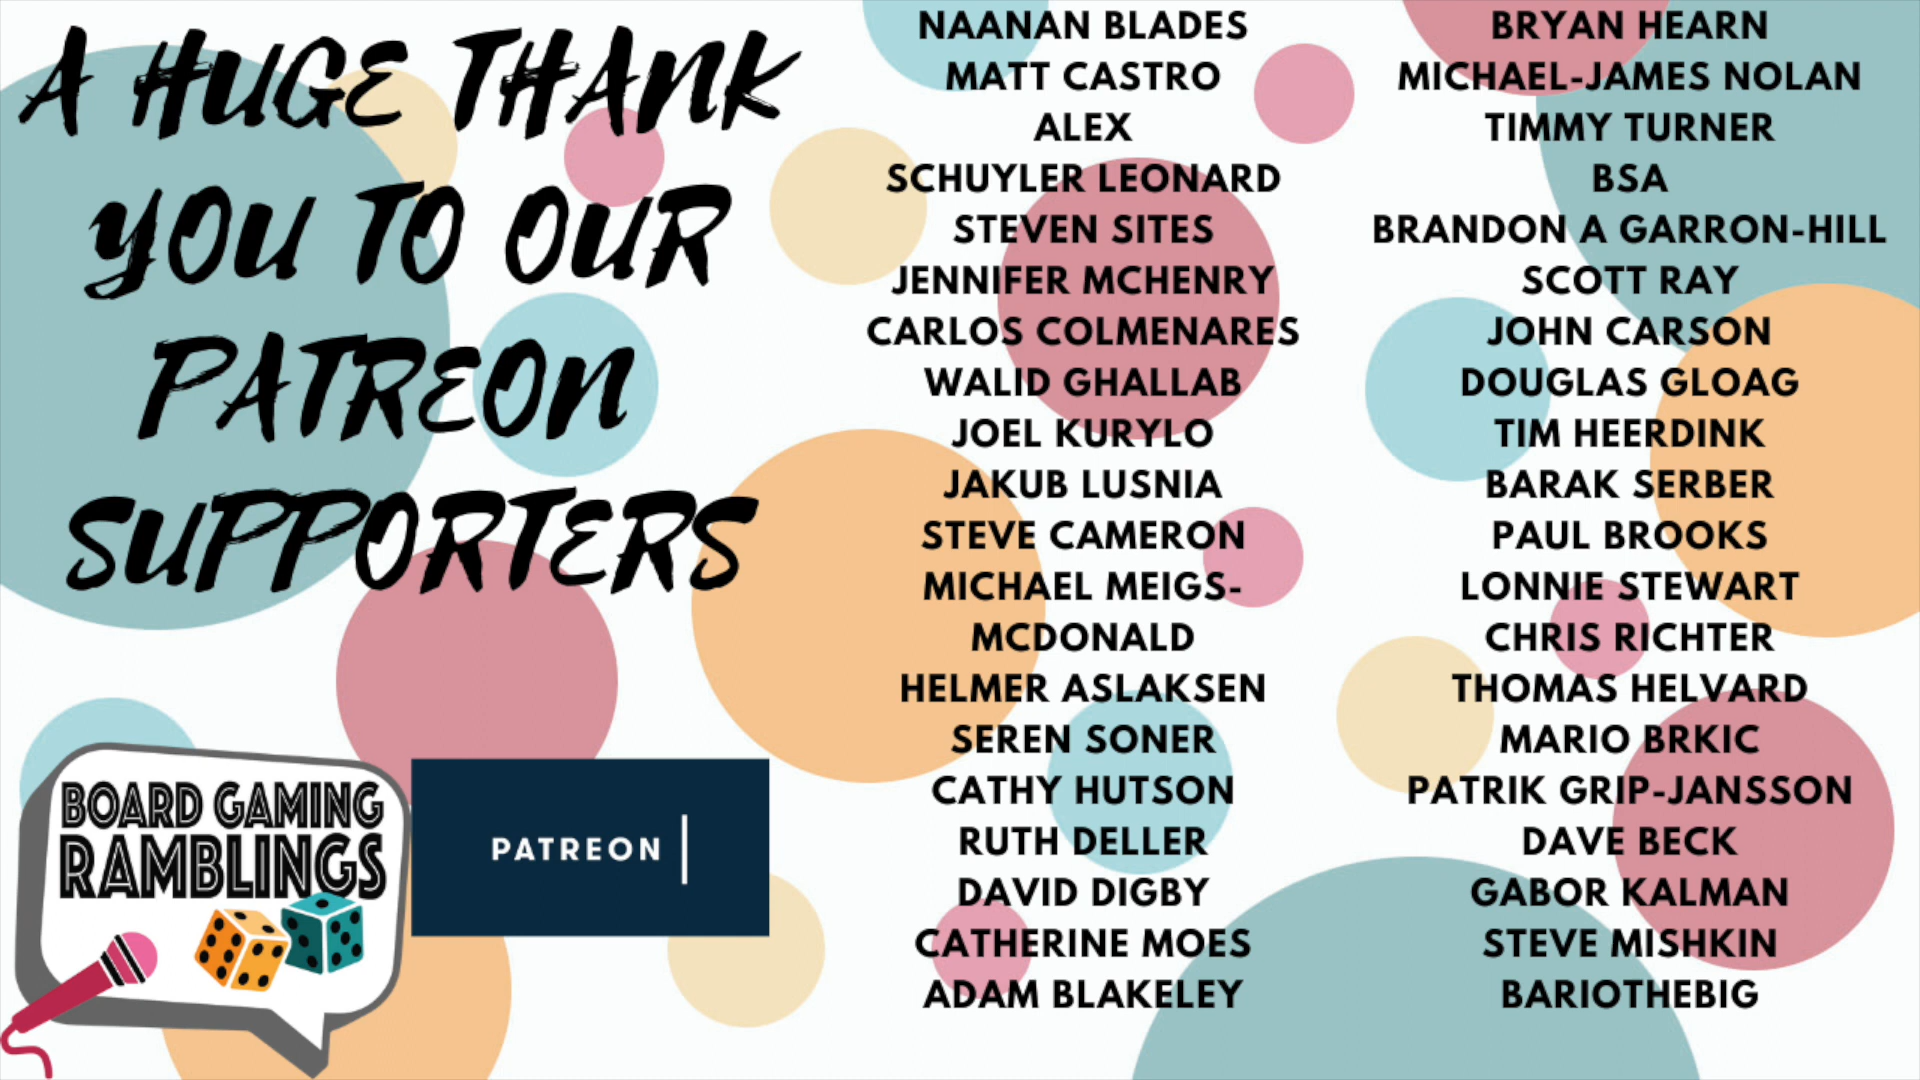 A HUGE THANK
YOU TO OUR
PATREON
SUPPORTERS
BOARD GAMING
RAMBLINGS
PATREON
NAANAN BLADES
MATT CASTRO
ALEX
SCHUYLER LEONARD
STEVEN SITES
JENNIFER MCHENRY
CARLOS COLMENARES
WALID GHALLAB
JOEL KURYLO
JAKUB LUSNIA
STEVE CAMERON
MICHAEL MEIGS-
MCDONALD
HELMER ASLAKSEN
SEREN SONER
CATHY HUTSON
RUTH DELLER
DAVID DIGBY
CATHERINE MOES
ADAM BLAKELEY
BRYAN HEARN
MICHAEL-JAMES NOLAN
TIMMY TURNER
BSA
BRANDON A GARRON-HILL
SCOTT RAY
JOHN CARSON
DOUGLAS GLOAG
TIM HEERDINK
BARAK SERBER
PAUL BROOKS
LONNIE STEWART
CHRIS RICHTER
THOMAS HELVARD
MARIO BRKIC
PATRIK GRIP-JANSSON
DAVE BECK
GABOR KALMAN
STEVE MISHKIN
BARIOTHEBIG